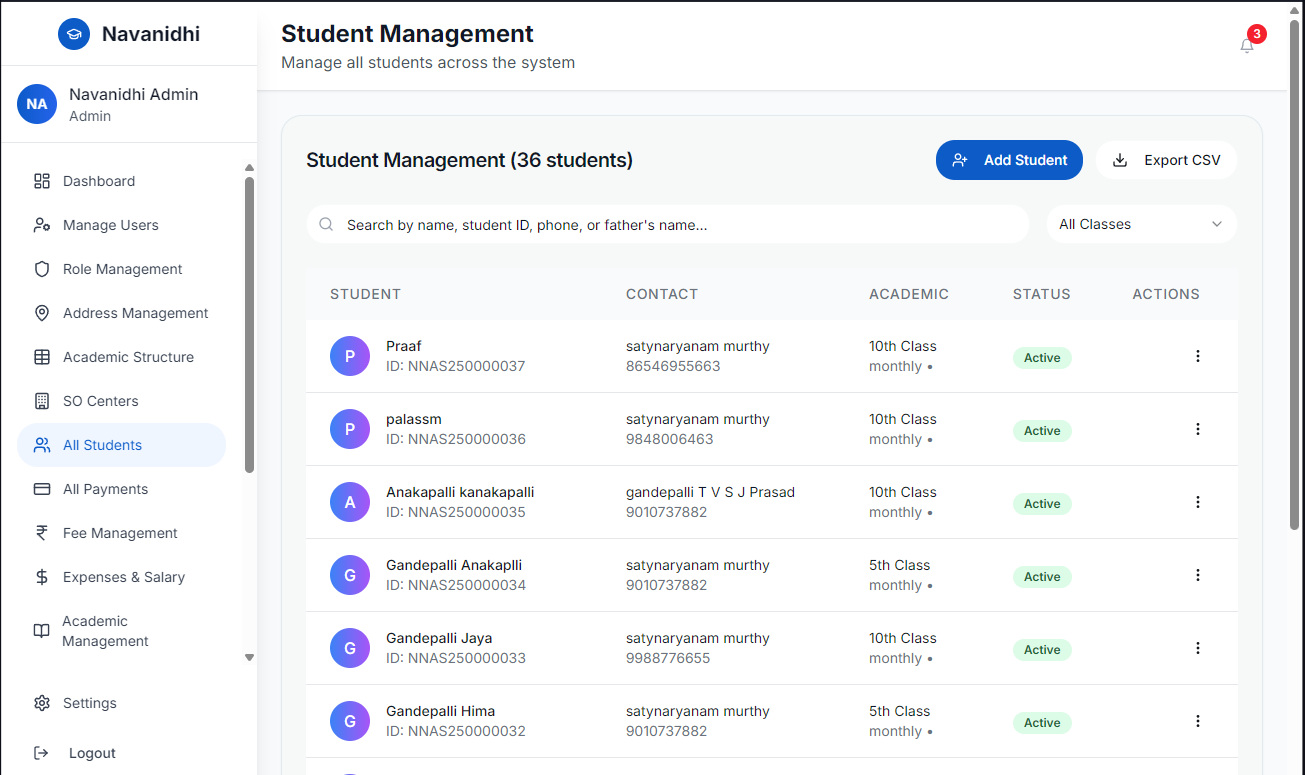 Navanidhi
NA
Navanidhi Admin
Admin
Dashboard
Manage Users
Role Management
Address Management
Academic Structure
SO Centers
All Students
All Payments
Fee Management
Expenses & Salary
Academic
Management
Settings
Logout
Student Management
Manage all students across the system
3
Student Management (36 students)
Add Student
Export CSV
Search by name, student ID, phone, or father's name...
All Classes
STUDENT CONTACT ACADEMIC STATUS ACTIONS
P Praaf satynaryanam murthy 10th Class Active
ID: NNAS250000037 86546955663 monthly •
P palassm satynaryanam murthy 10th Class Active
ID: NNAS250000036 9848006463 monthly •
A Anakapalli kanakapalli gandepalli T V S J Prasad 10th Class Active
ID: NNAS250000035 9010737882 monthly •
G Gandepalli Anakaplli satynaryanam murthy 5th Class Active
ID: NNAS250000034 9010737882 monthly •
G Gandepalli Jaya satynaryanam murthy 10th Class Active
ID: NNAS250000033 9988776655 monthly •
G Gandepalli Hima satynaryanam murthy 5th Class Active
ID: NNAS250000032 9010737882 monthly •